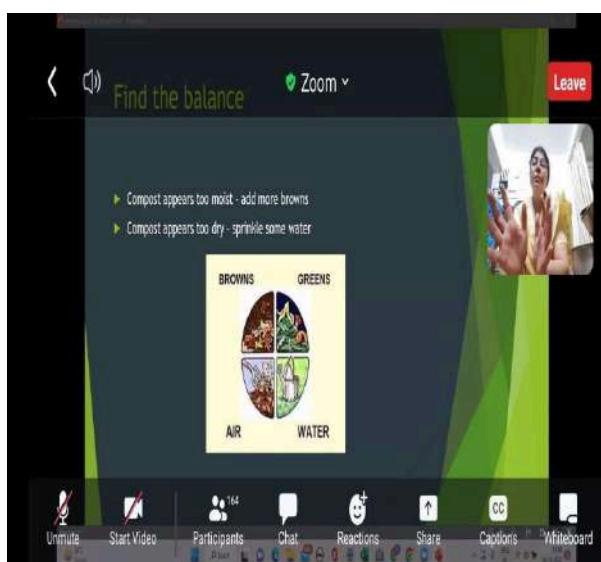 Zoom
Leave
Find the balance
Compost appears too moist - add more browns
Compost appears too dry - sprinkle some water
BROWNS GREENS
AIR WATER
164
Unmute Start Video Participants Chat Reactions Share Captions Whiteboard
CC